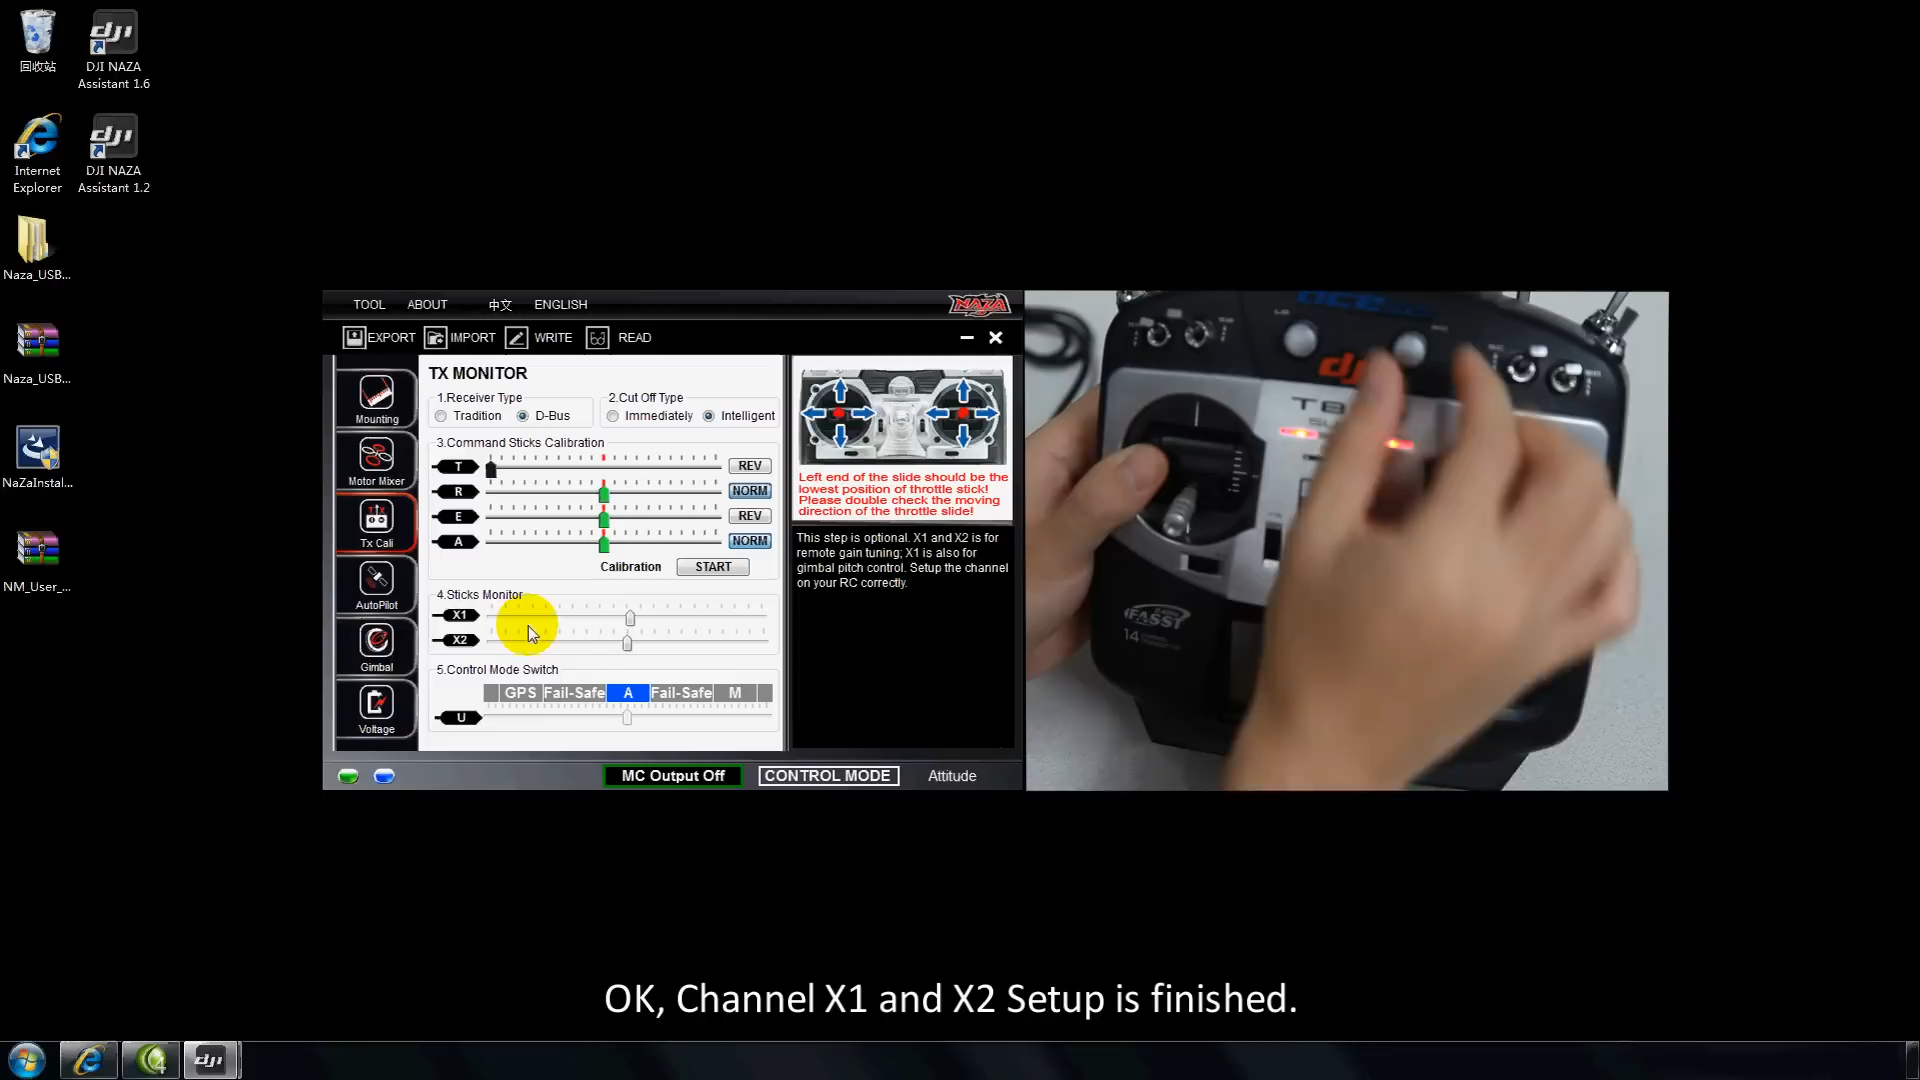 回收站
DJI NAZA
Assistant 1.6
Internet
Explorer
DJI NAZA
Assistant 1.2
Naza_USB...
Naza_USB...
NaZaInstal...
NM_User_...
TOOL ABOUT 中文 ENGLISH
NAZA
EXPORT IMPORT WRITE READ
Mounting
Motor Mixer
Tx Cali
AutoPilot
Gimbal
Voltage
TX MONITOR
1.Receiver Type
Tradition D-Bus
2.Cut Off Type
Immediately Intelligent
3.Command Sticks Calibration
T REV
R NORM
E REV
A NORM
Calibration START
4.Sticks Monitor
X1
X2
5.Control Mode Switch
GPS Fail-Safe A Fail-Safe M
U
Left end of the slide should be the
lowest position of throttle stick!
Please double check the moving
direction of the throttle slide!
This step is optional. X1 and X2 is for
remote gain tuning; X1 is also for
gimbal pitch control. Setup the channel
on your RC correctly.
MC Output Off CONTROL MODE Attitude
dji
T8
FASST
14
OK, Channel X1 and X2 Setup is finished.